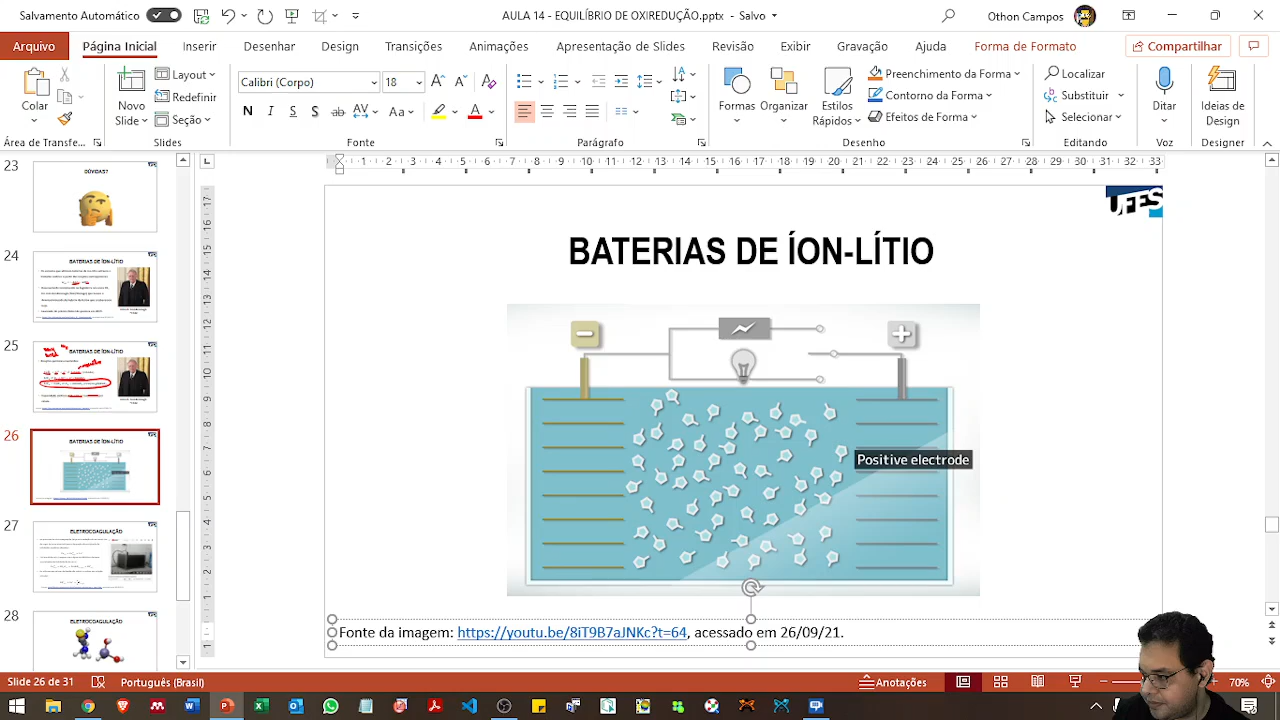 Salvamento Automático
AULA 14 - EQUILÍBRIO DE OXIREDUÇÃO.pptx - Salvo
Othon Campos
Arquivo
Página Inicial
Inserir
Desenhar
Design
Transições
Animações
Apresentação de Slides
Revisão
Exibir
Gravação
Ajuda
Forma de Formato
Compartilhar
Colar
Novo
Slide
Layout
Redefinir
Seção
Calibri (Corpo)
18
N I S S ab AV Aa A
Formas
Organizar
Estilos
Rápidos
Preenchimento da Forma
Contorno da Forma
Efeitos de Forma
Localizar
Substituir
Selecionar
Ditar
Ideias de
Design
Área de Transfer...
Slides
Fonte
Parágrafo
Desenho
Editando
Voz
Designer
23
DÚVIDAS?
24
BATERIAS DE ÍON-LÍTIO
25
BATERIAS DE ÍON-LÍTIO
26
BATERIAS DE ÍON-LÍTIO
27
ELETROCOAGULAÇÃO
28
ELETROCOAGULAÇÃO
UFES
BATERIAS DE ÍON-LÍTIO
Positive electrode
Fonte da imagem: https://youtu.be/8iT9B7aJNKc?t=64, acessado em 26/09/21.
Slide 26 de 31
Português (Brasil)
Anotações
70%